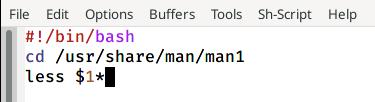 File Edit Options Buffers Tools Sh-Script Help
#!/bin/bash
cd /usr/share/man/man1
less $1*